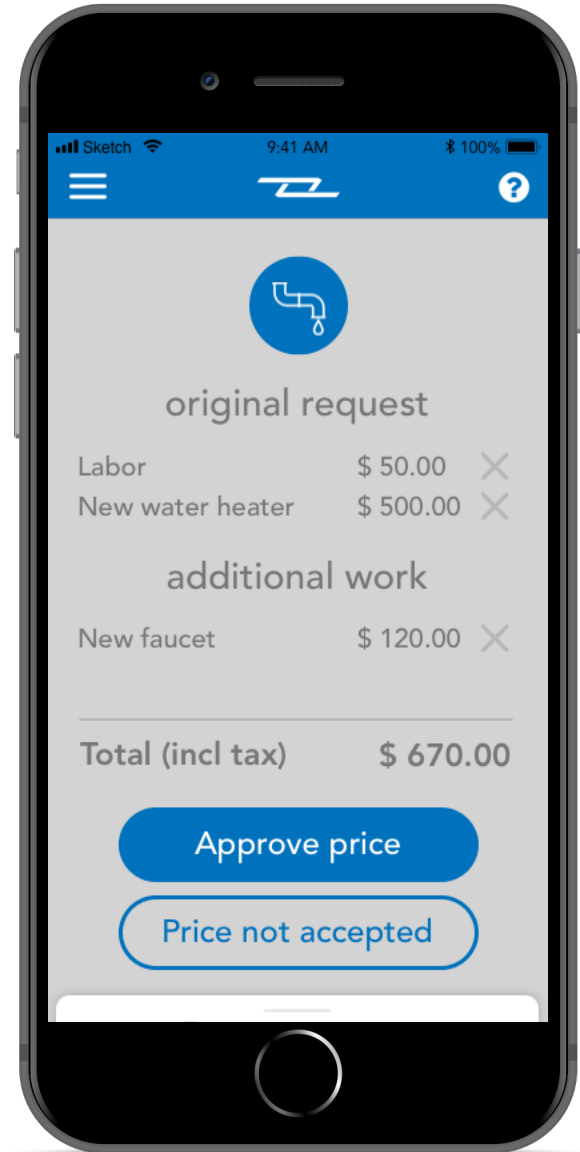 Sketch 9:41 AM 100%
?
original request
Labor $ 50.00
New water heater $ 500.00
additional work
New faucet $ 120.00
Total (incl tax) $ 670.00
Approve price
Price not accepted